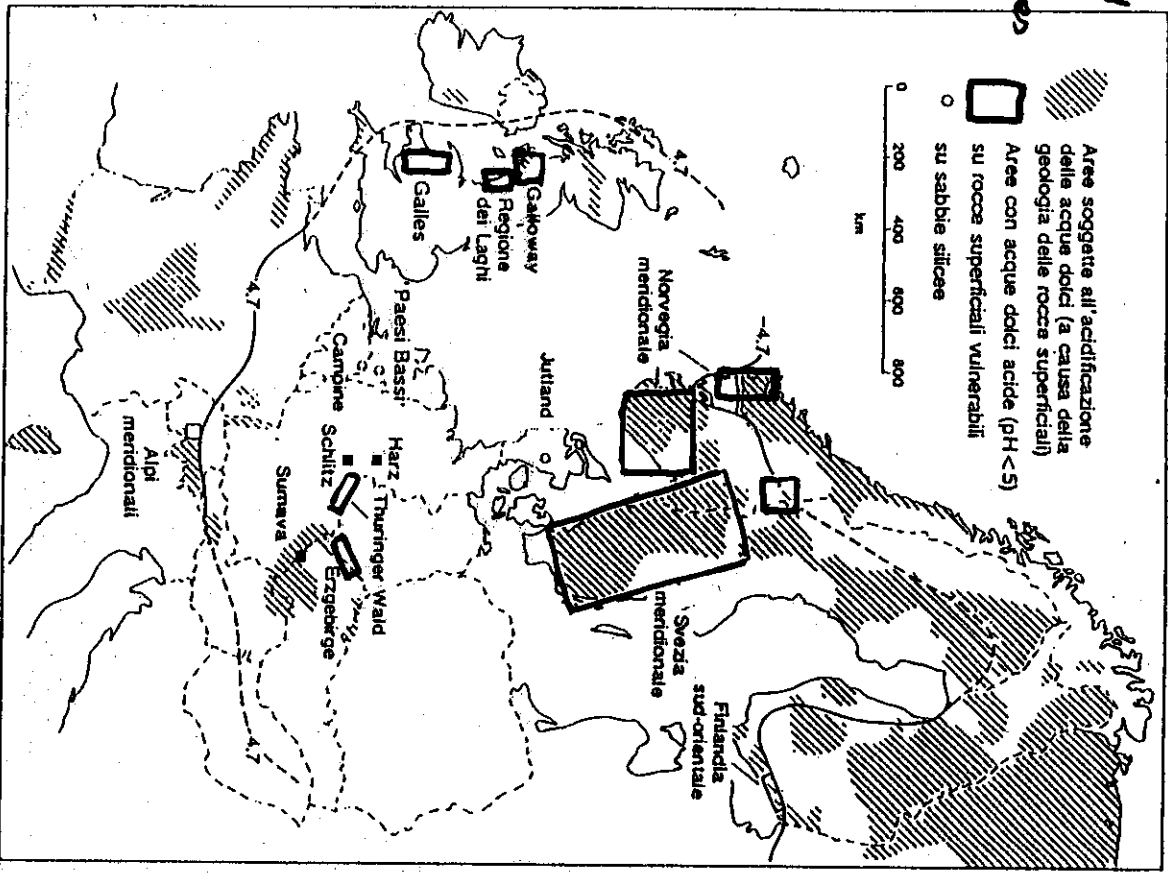 Aree soggette all'acidificazione
delle acque dolci (a causa della
geologia delle rocce superficiali)
Aree con acque dolci acide (pH<5)
su rocce superficiali vulnerabili
su sabbie silicee
0 200 400 600 800
km
4.7
Galloway
Regione
dei Laghi
Galles
Norvegia
meridionale
4.7
Svezia
meridionale
Finlandia
sud-orientale
Jutland
Paesi Bassi
Campine
Harz
Schlitz
Thuringer Wald
Erzgebirge
Sumava
4.7
4.7
Alpi
meridionali